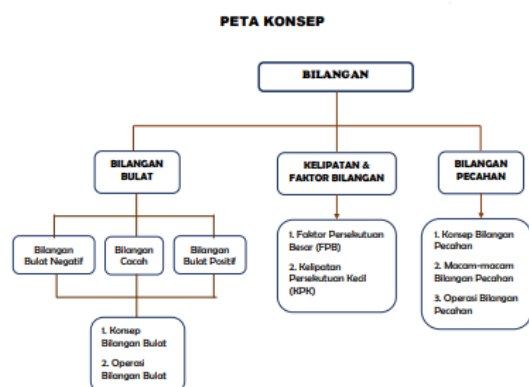 PETA KONSEP
BILANGAN
BILANGAN
BULAT
KELIPATAN &
FAKTOR BILANGAN
BILANGAN
PECAHAN
Bilangan
Bulat Negatif
Bilangan
Cacah
Bilangan
Bulat Positif
1. Faktor Persekutuan
Besar (FPB)
2. Kelipatan
Persekutuan Kecil
(KPK)
1. Konsep Bilangan
Pecahan
2. Macam-macam
Bilangan Pecahan
3. Operasi Bilangan
Pecahan
1. Konsep
Bilangan Bulat
2. Operasi
Bilangan Bulat